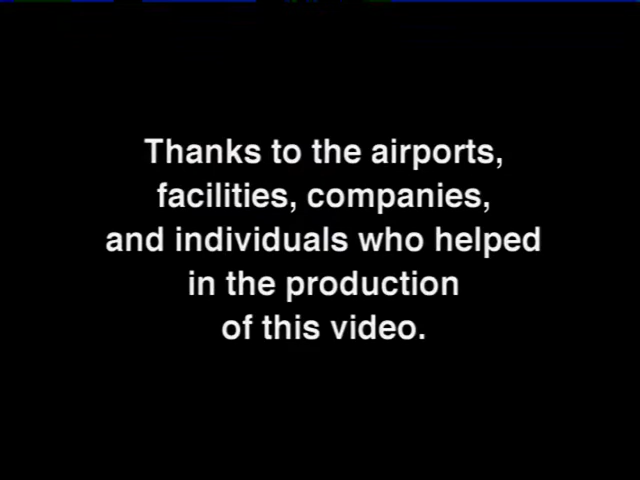 Thanks to the airports,
facilities, companies,
and individuals who helped
in the production
of this video.